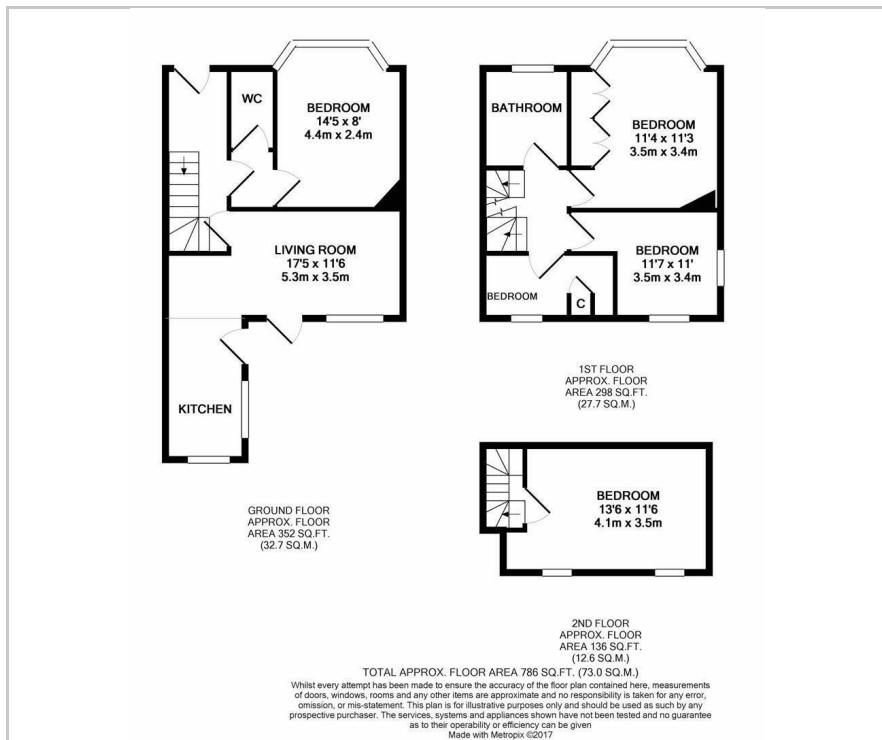 WC
BEDROOM
14'5 x 8'
4.4m x 2.4m
LIVING ROOM
17'5 x 11'6
5.3m x 3.5m
KITCHEN
GROUND FLOOR
APPROX. FLOOR
AREA 352 SQ.FT.
(32.7 SQ.M.)
BATHROOM
BEDROOM
11'4 x 11'3
3.5m x 3.4m
BEDROOM
11'7 x 11'
3.5m x 3.4m
BEDROOM
C
1ST FLOOR
APPROX. FLOOR
AREA 298 SQ.FT.
(27.7 SQ.M.)
BEDROOM
13'6 x 11'6
4.1m x 3.5m
2ND FLOOR
APPROX. FLOOR
AREA 136 SQ.FT.
(12.6 SQ.M.)
TOTAL APPROX. FLOOR AREA 786 SQ.FT. (73.0 SQ.M.)
Whilst every attempt has been made to ensure the accuracy of the floor plan contained here, measurements
of doors, windows, rooms and any other items are approximate and no responsibility is taken for any error,
omission, or mis-statement. This plan is for illustrative purposes only and should be used as such by any
prospective purchaser. The services, systems and appliances shown have not been tested and no guarantee
as to their operability or efficiency can be given
Made with Metropix ©2017